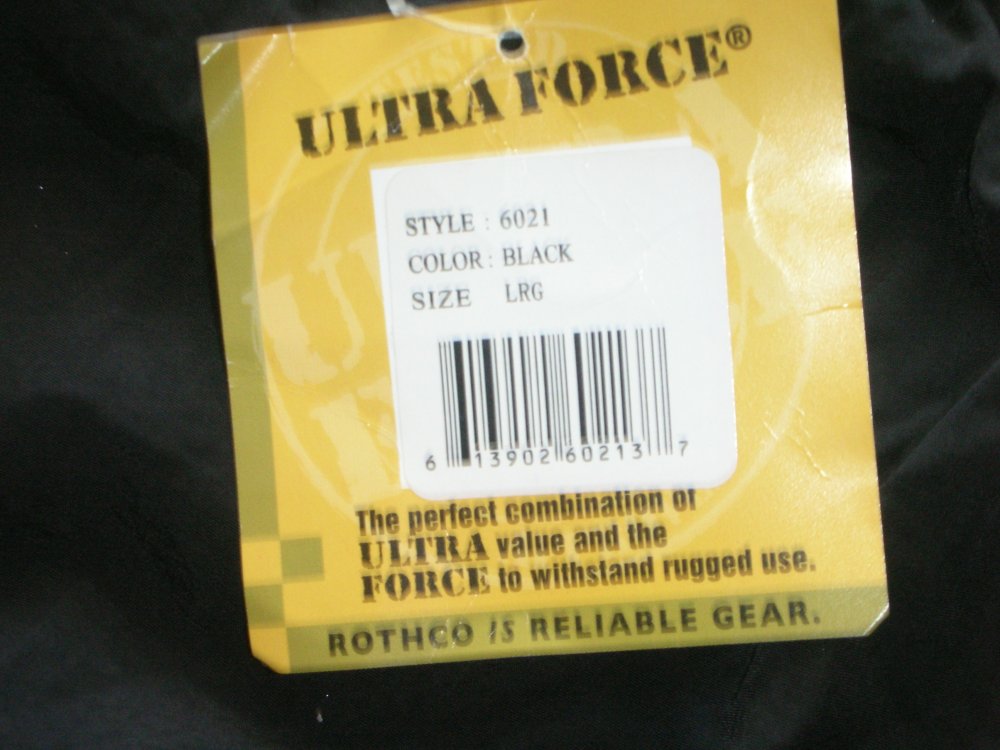 ULTRA FORCE®
STYLE : 6021
COLOR : BLACK
SIZE LRG
6 13902 60213 7
The perfect combination of
ULTRA value and the
FORCE to withstand rugged use.
ROTHCO IS RELIABLE GEAR.